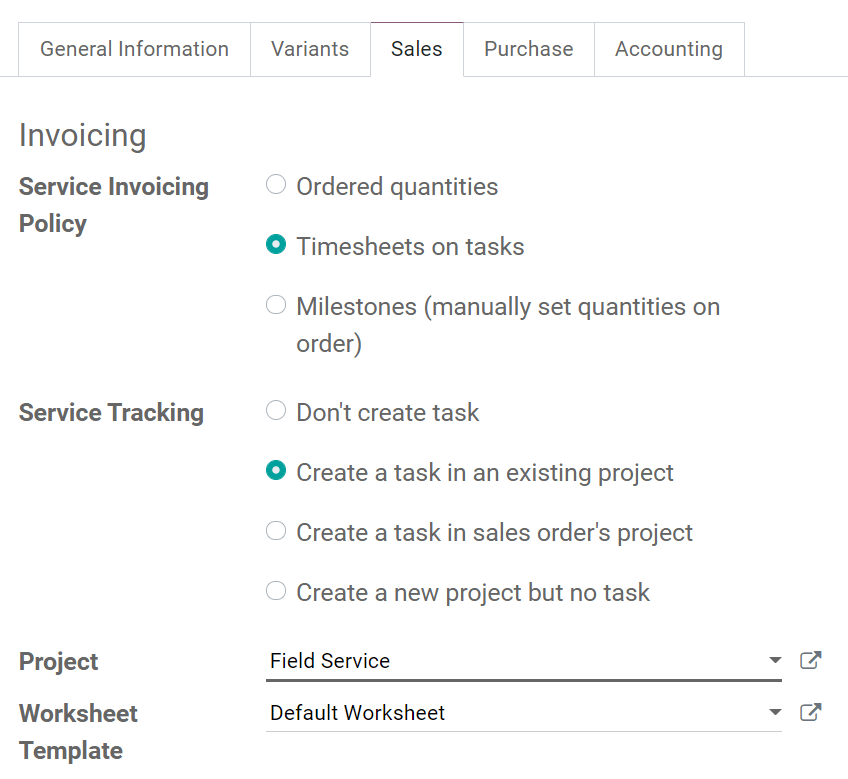 General Information Variants Sales Purchase Accounting
Invoicing
Service Invoicing Policy
Ordered quantities
Timesheets on tasks
Milestones (manually set quantities on
order)
Service Tracking
Don't create task
Create a task in an existing project
Create a task in sales order's project
Create a new project but no task
Project Field Service
Worksheet Template
Default Worksheet